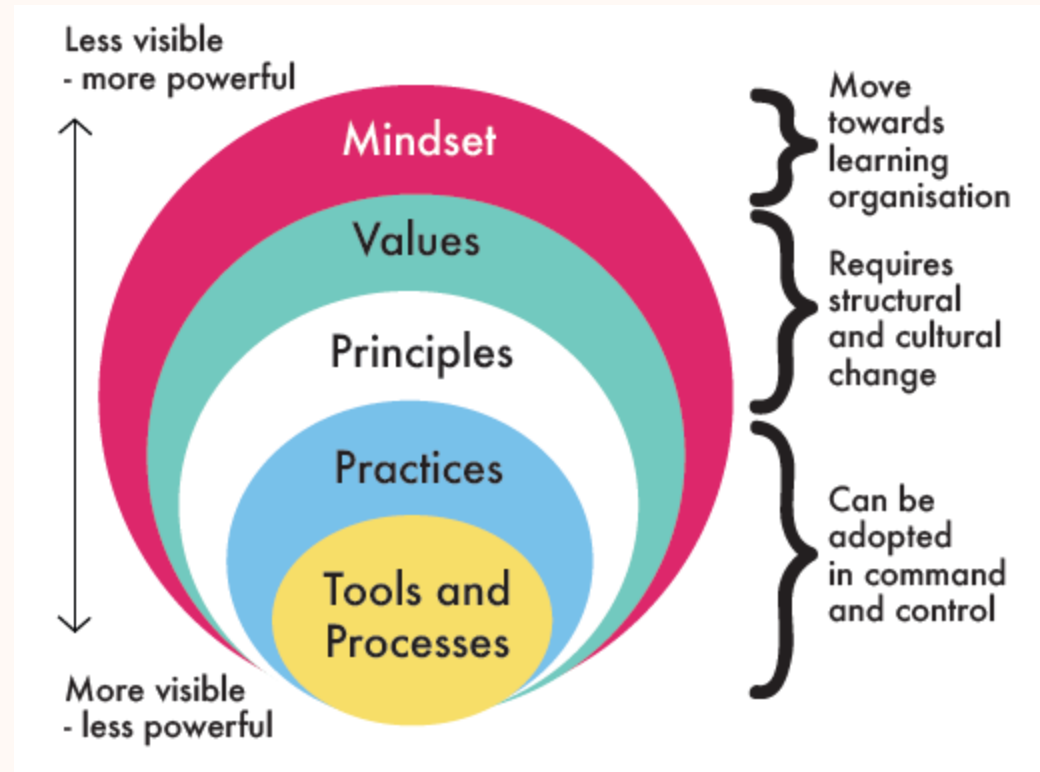 Less visible
- more powerful
Mindset
Values
Principles
Practices
Tools and
Processes
More visible
- less powerful
Move
towards
learning
organisation
Requires
structural
and cultural
change
Can be
adopted
in command
and control